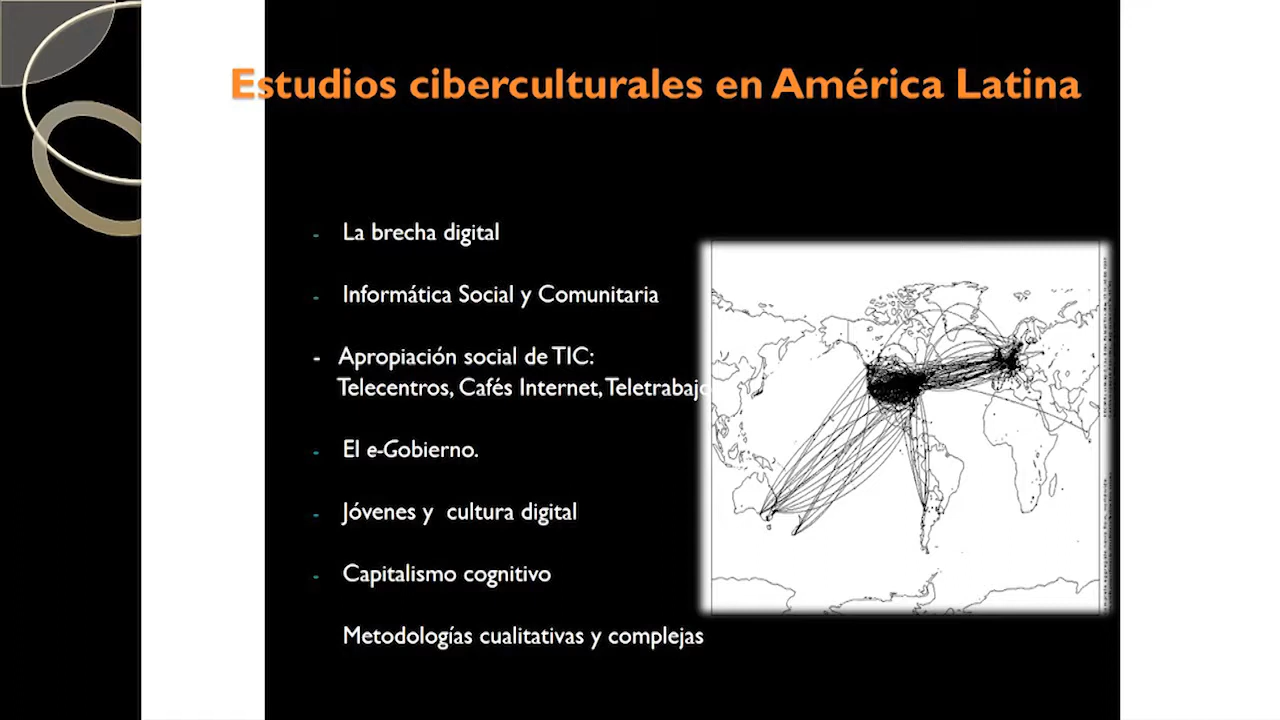 Estudios ciberculturales en América Latina
- La brecha digital
- Informática Social y Comunitaria
- Apropiación social de TIC:
Telecentros, Cafés Internet, Teletrabajo
- El e-Gobierno.
- Jóvenes y cultura digital
- Capitalismo cognitivo
Metodologías cualitativas y complejas